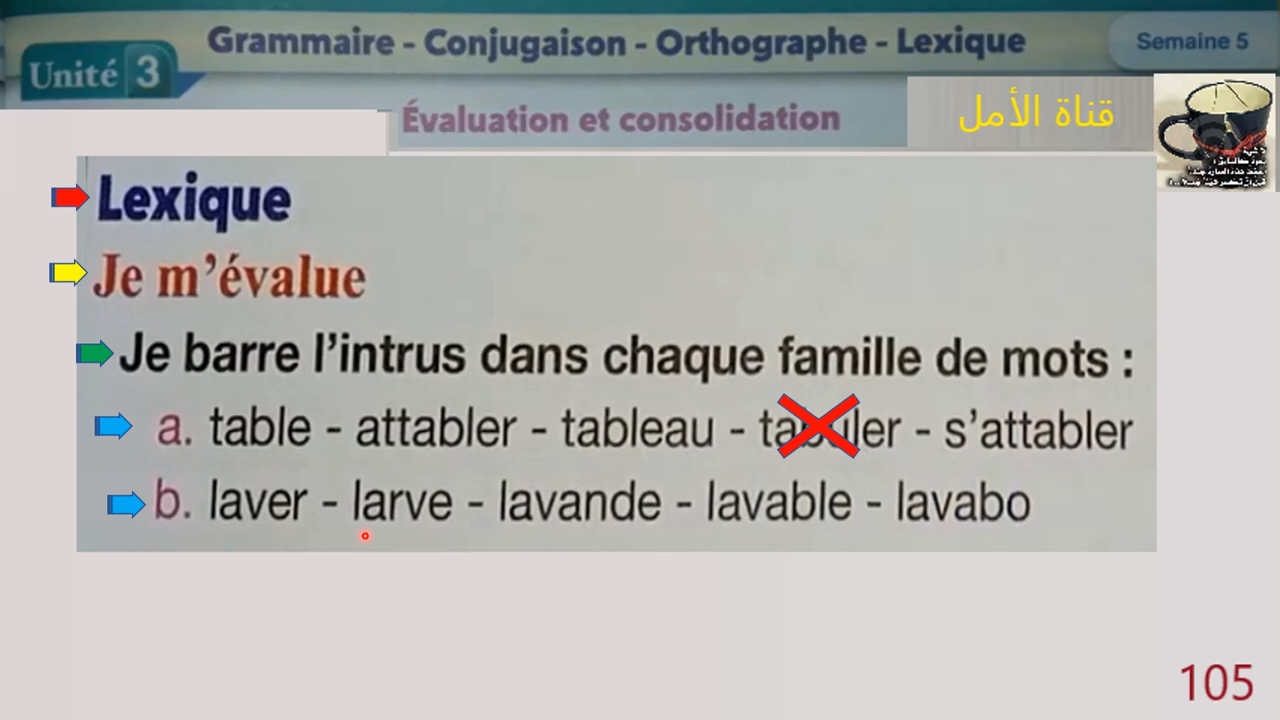 Grammaire - Conjugaison - Orthographe - Lexique
Semaine 5
Unité 3
Évaluation et consolidation
قناة الأمل
Lexique
Je m'évalue
Je barre l'intrus dans chaque famille de mots :
a. table - attabler - tableau - tabuler - s'attabler
b. laver - larve - lavande - lavable - lavabo
105